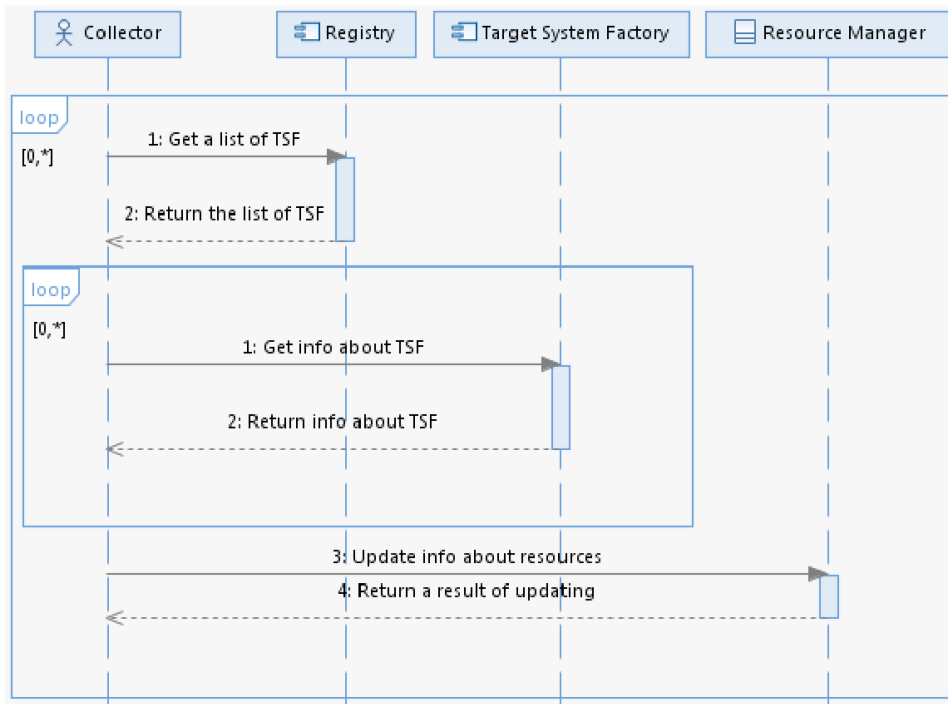 Collector
Registry
Target System Factory
Resource Manager
loop
[0,*]
1: Get a list of TSF
2: Return the list of TSF
loop
[0,*]
1: Get info about TSF
2: Return info about TSF
3: Update info about resources
4: Return a result of updating